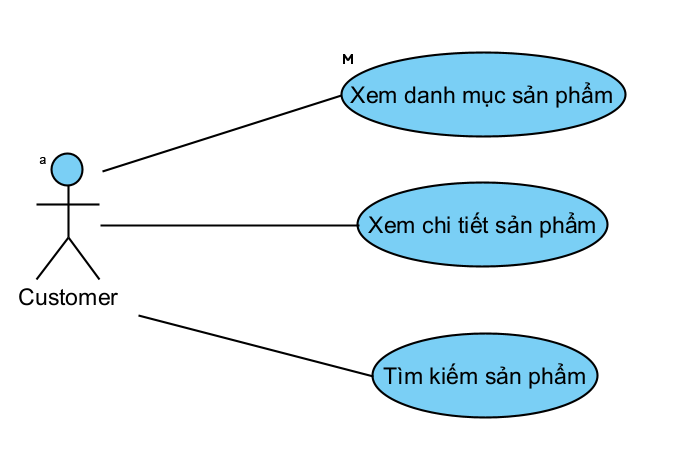 M
Xem danh mục sản phẩm
a
Xem chi tiết sản phẩm
Customer
Tìm kiếm sản phẩm